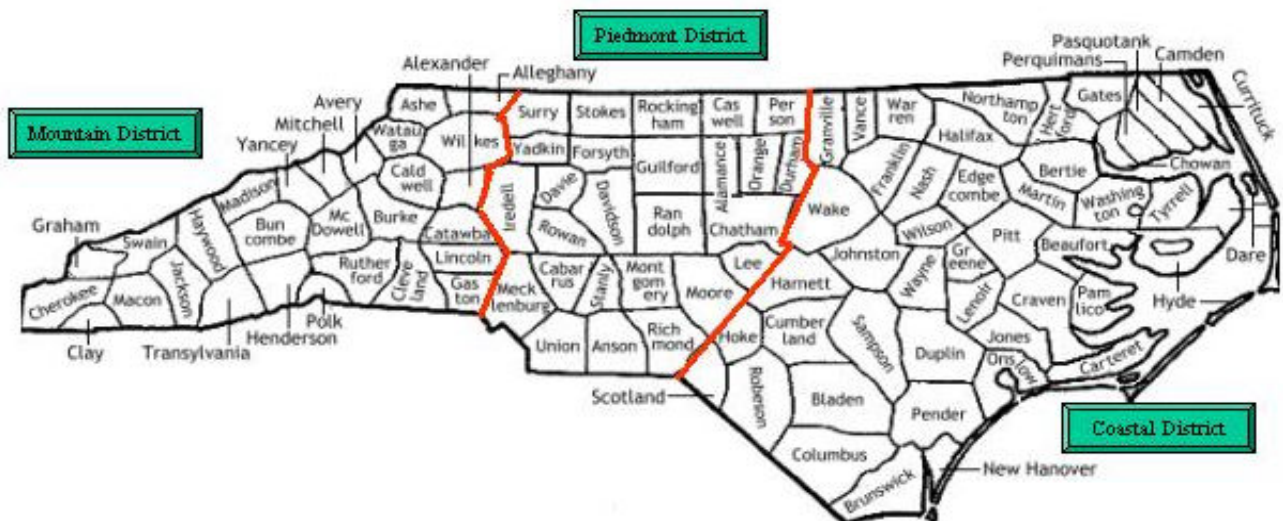 Piedmont District
Mountain District
Coastal District
Alexander
Alleghany
Avery
Mitchell
Yancey
Ashe
Watau
ga
Wilkes
Surry
Stokes
Rocking
ham
Cas
well
Per
son
Granville
Vance
War
ren
Northamp
ton
Hert
ford
Gates
Perquimans
Pasquotank
Camden
Currituck
Halifax
Bertie
Chowan
Yadkin
Forsyth
Guilford
Alamance
Orange
Durham
Franklin
Nash
Edge
combe
Martin
Washing
ton
Tyrrell
Dare
Hyde
Madison
Cald
well
Iredell
Davie
Davidson
Rowan
Ran
dolph
Chatham
Wake
Wilson
Pitt
Beaufort
Graham
Swain
Haywood
Bun
combe
Mc
Dowell
Burke
Catawba
Lincoln
Gas
ton
Cleve
land
Ruther
ford
Cherokee
Macon
Jackson
Clay
Transylvania
Henderson
Polk
Meck
lenburg
Cabar
rus
Stanly
Mont
gom
ery
Moore
Lee
Harnett
Johnston
Wayne
Gr
eene
Lenoir
Craven
Pam
lico
Jones
Ons
low
Carteret
Union
Anson
Rich
mond
Hoke
Cumber
land
Sampson
Duplin
Scotland
Robeson
Bladen
Pender
Columbus
Brunswick
New Hanover